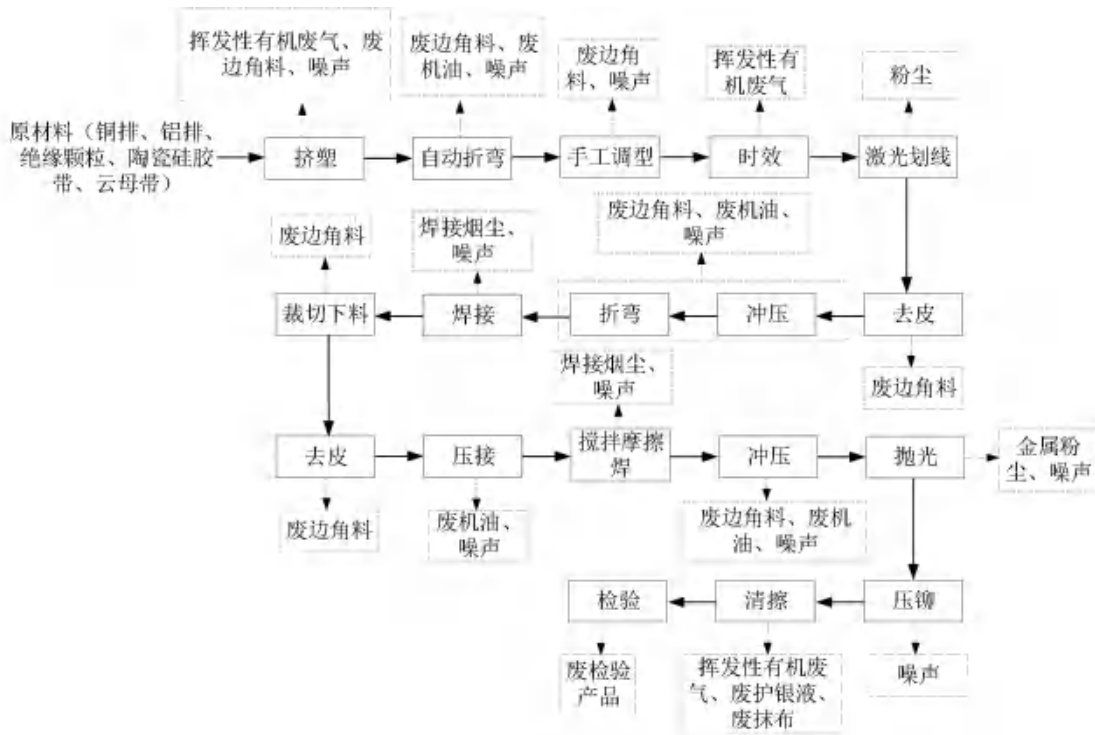 挥发性有机废气、废
边角料、噪声
废边角料、废
机油、噪声
废边角
料、噪声
挥发性有
机废气
粉尘
原材料（铜排、铝排、
绝缘颗粒、陶瓷硅胶
带、云母带）
挤塑
自动折弯
手工调型
时效
激光划线
废边角料
焊接烟尘、
噪声
废边角料、废机油、
噪声
裁切下料
焊接
折弯
冲压
去皮
废边角料
焊接烟尘、
噪声
去皮
压接
搅拌摩擦
焊
冲压
抛光
金属粉
尘、噪声
废边角料
废机油、
噪声
废边角料、废机
油、噪声
检验
清擦
压铆
废检验
产品
挥发性有机废
气、废护银液、
废抹布
噪声